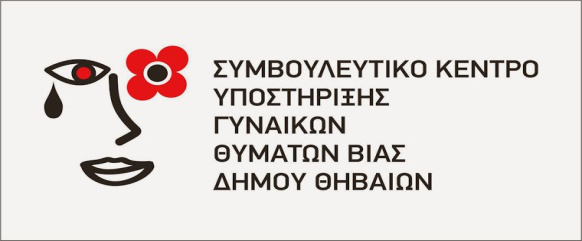 ΣΥΜΒΟΥΛΕΥΤΙΚΟ ΚΕΝΤΡΟ
ΥΠΟΣΤΗΡΙΞΗΣ
ΓΥΝΑΙΚΩΝ
ΘΥΜΑΤΩΝ ΒΙΑΣ
ΔΗΜΟΥ ΘΗΒΑΙΩΝ